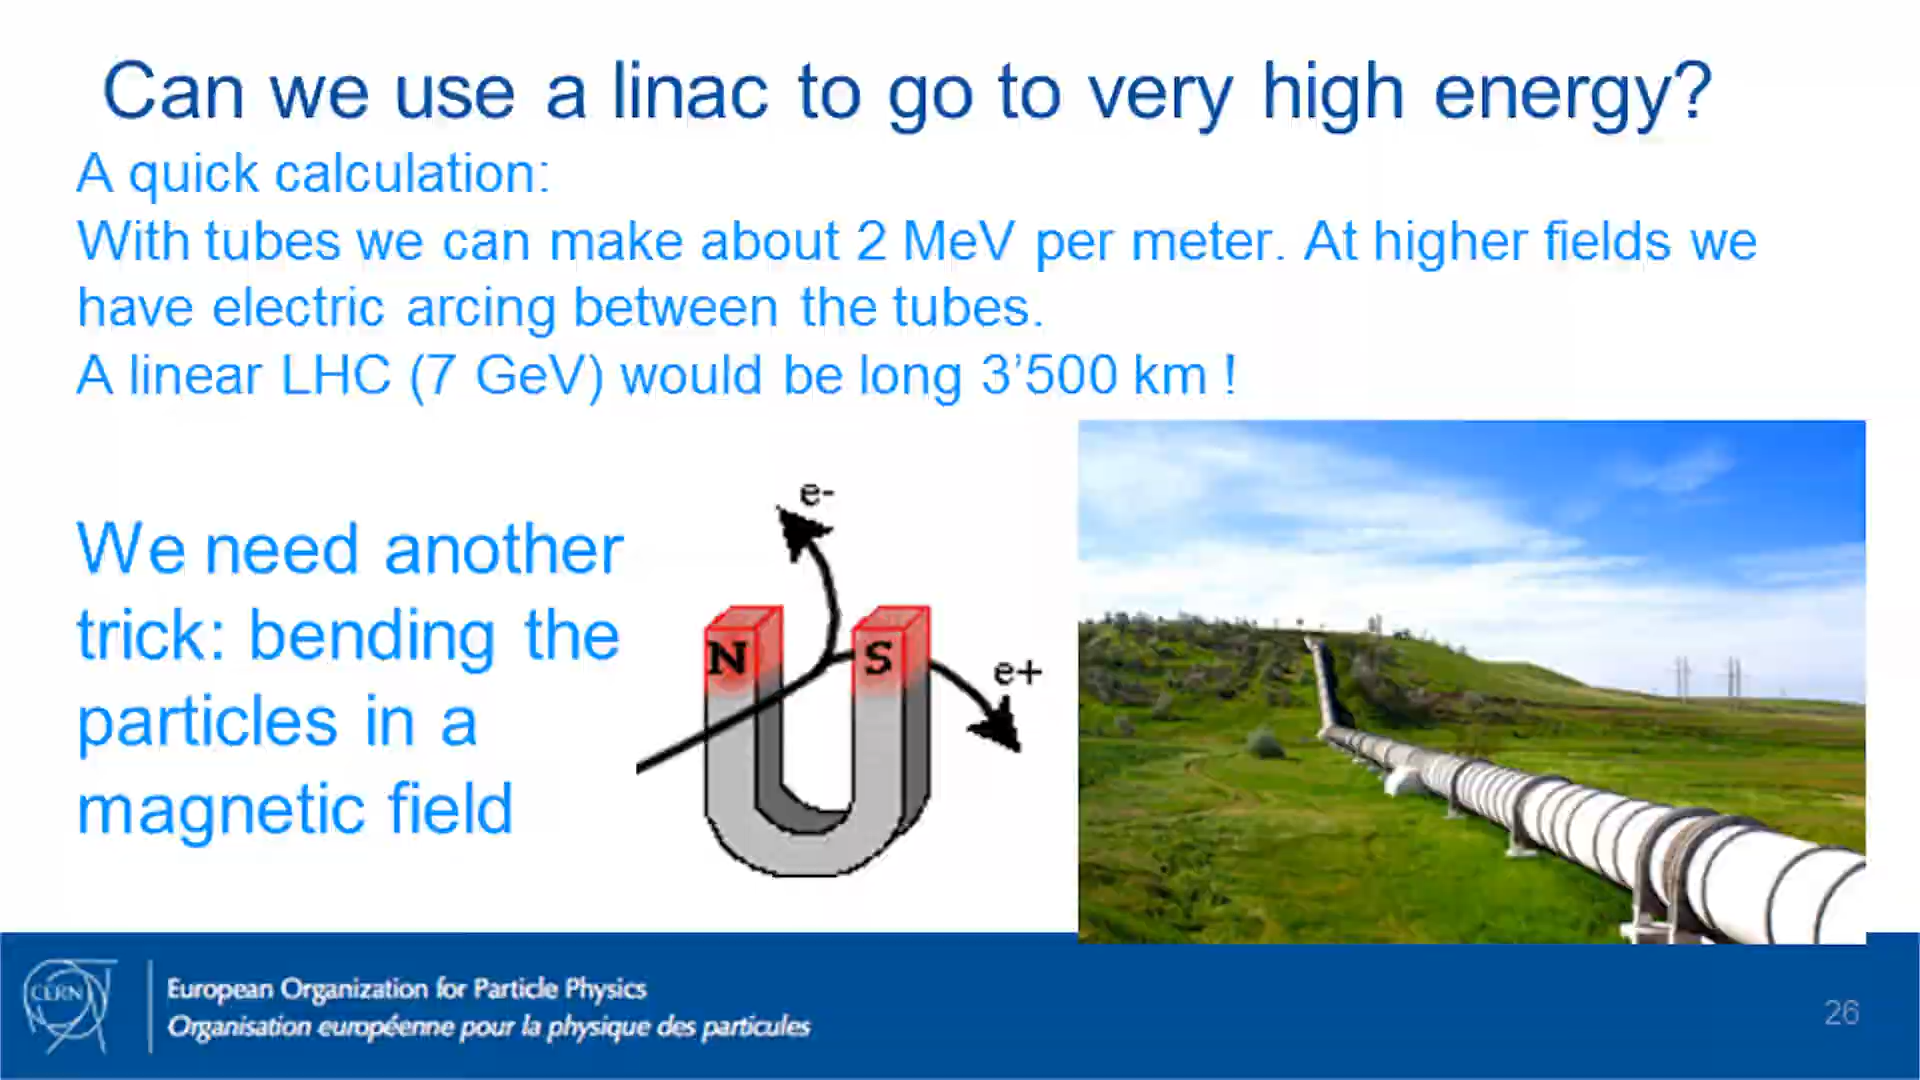 Can we use a linac to go to very high energy?
A quick calculation:
With tubes we can make about 2 MeV per meter. At higher fields we
have electric arcing between the tubes.
A linear LHC (7 GeV) would be long 3’500 km !
We need another
trick: bending the
particles in a
magnetic field
e-
N
S
e+
CERN
European Organization for Particle Physics
Organisation européenne pour la physique des particules
26